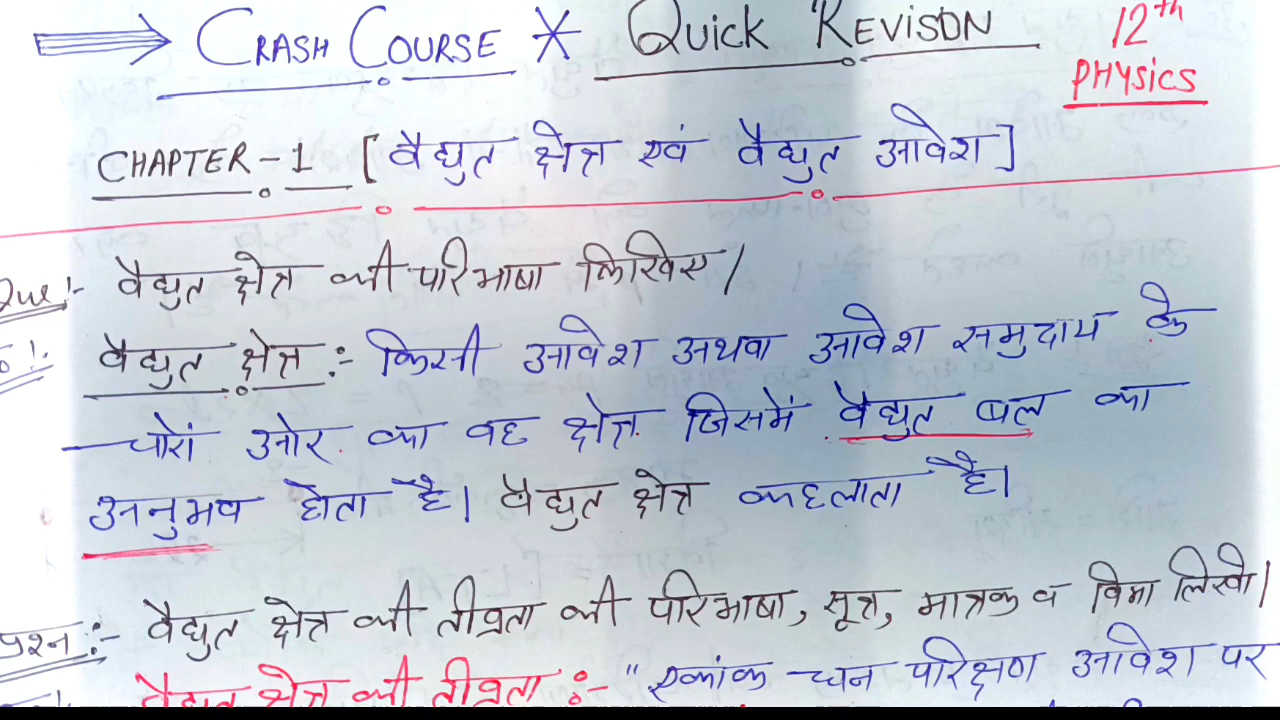 ⇒ CRASH COURSE * QUICK REVISON 12th PHYSICS
CHAPTER-1 [वैद्युत क्षेत्र एवं वैद्युत आवेश]
Que:- वैद्युत क्षेत्र की परिभाषा लिखिए।
वैद्युत क्षेत्र :- किसी आवेश अथवा आवेश समुदाय के
चारों ओर का वह क्षेत्र जिसमें वैद्युत बल का
अनुभव होता है। वैद्युत क्षेत्र कहलाता है।
प्रश्न:- वैद्युत क्षेत्र की तीव्रता की परिभाषा, सूत्र, मात्रक व विमा लिखो।
वैद्युत क्षेत्र की तीव्रता :- "एकांक धन परिक्षण आवेश पर